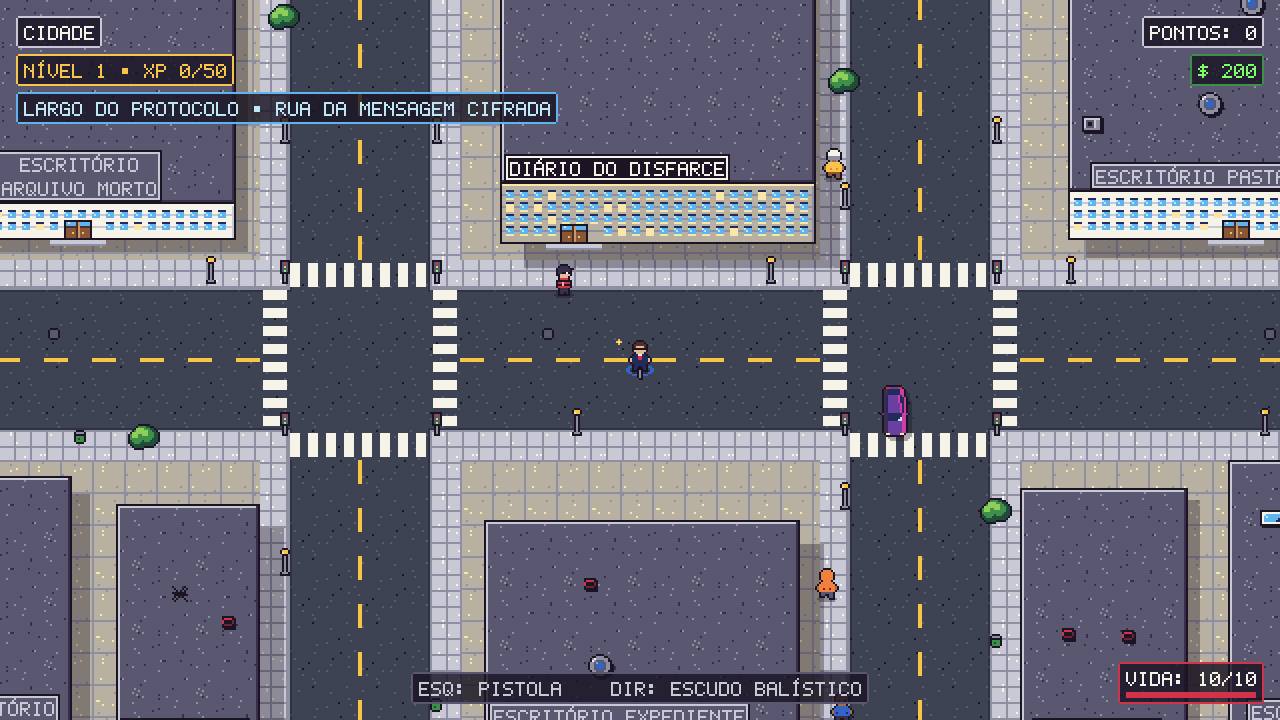 CIDADE
PONTOS: 0
NÍVEL 1 ▪ XP 0/50
$ 200
LARGO DO PROTOCOLO ▪ RUA DA MENSAGEM CIFRADA
ESCRITÓRIO
ARQUIVO MORTO
DIÁRIO DO DISFARCE
ESCRITÓRIO PASTA
VIDA: 10/10
ESQ: PISTOLA DIR: ESCUDO BALÍSTICO
ESCRITÓRIO EXPEDIENTE